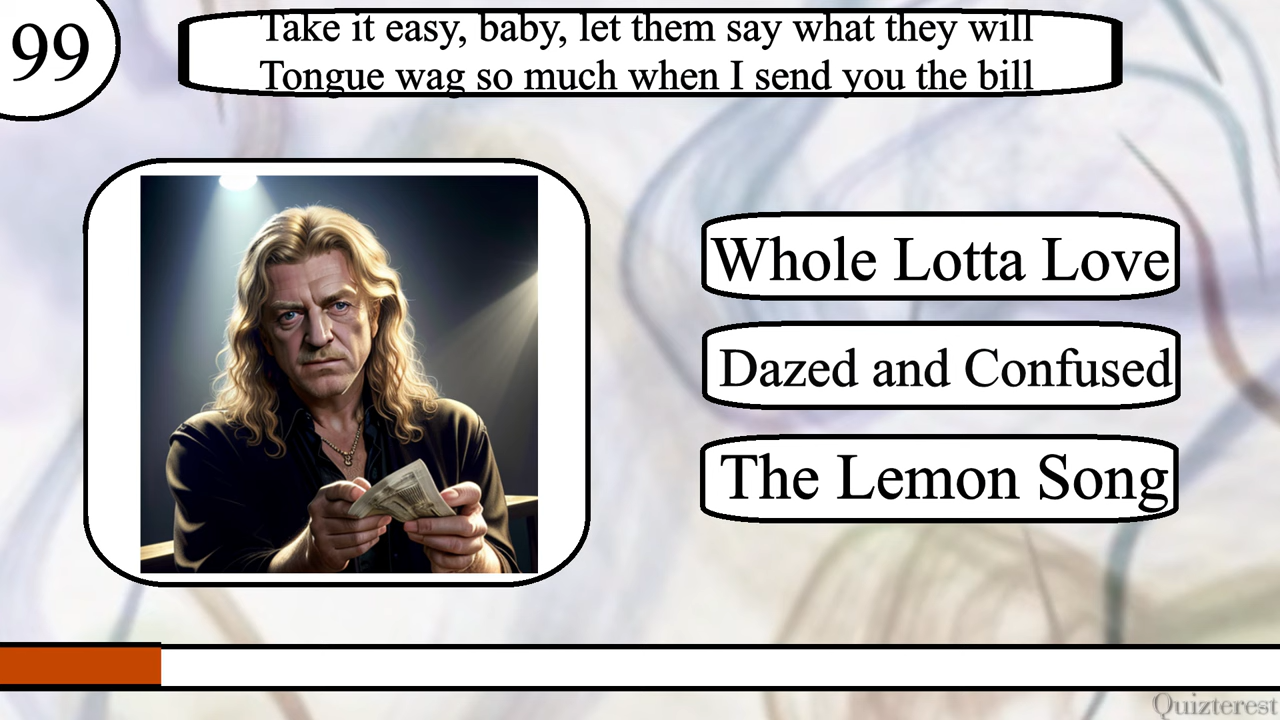 99
Take it easy, baby, let them say what they will
Tongue wag so much when I send you the bill
Whole Lotta Love
Dazed and Confused
The Lemon Song
Quizterest